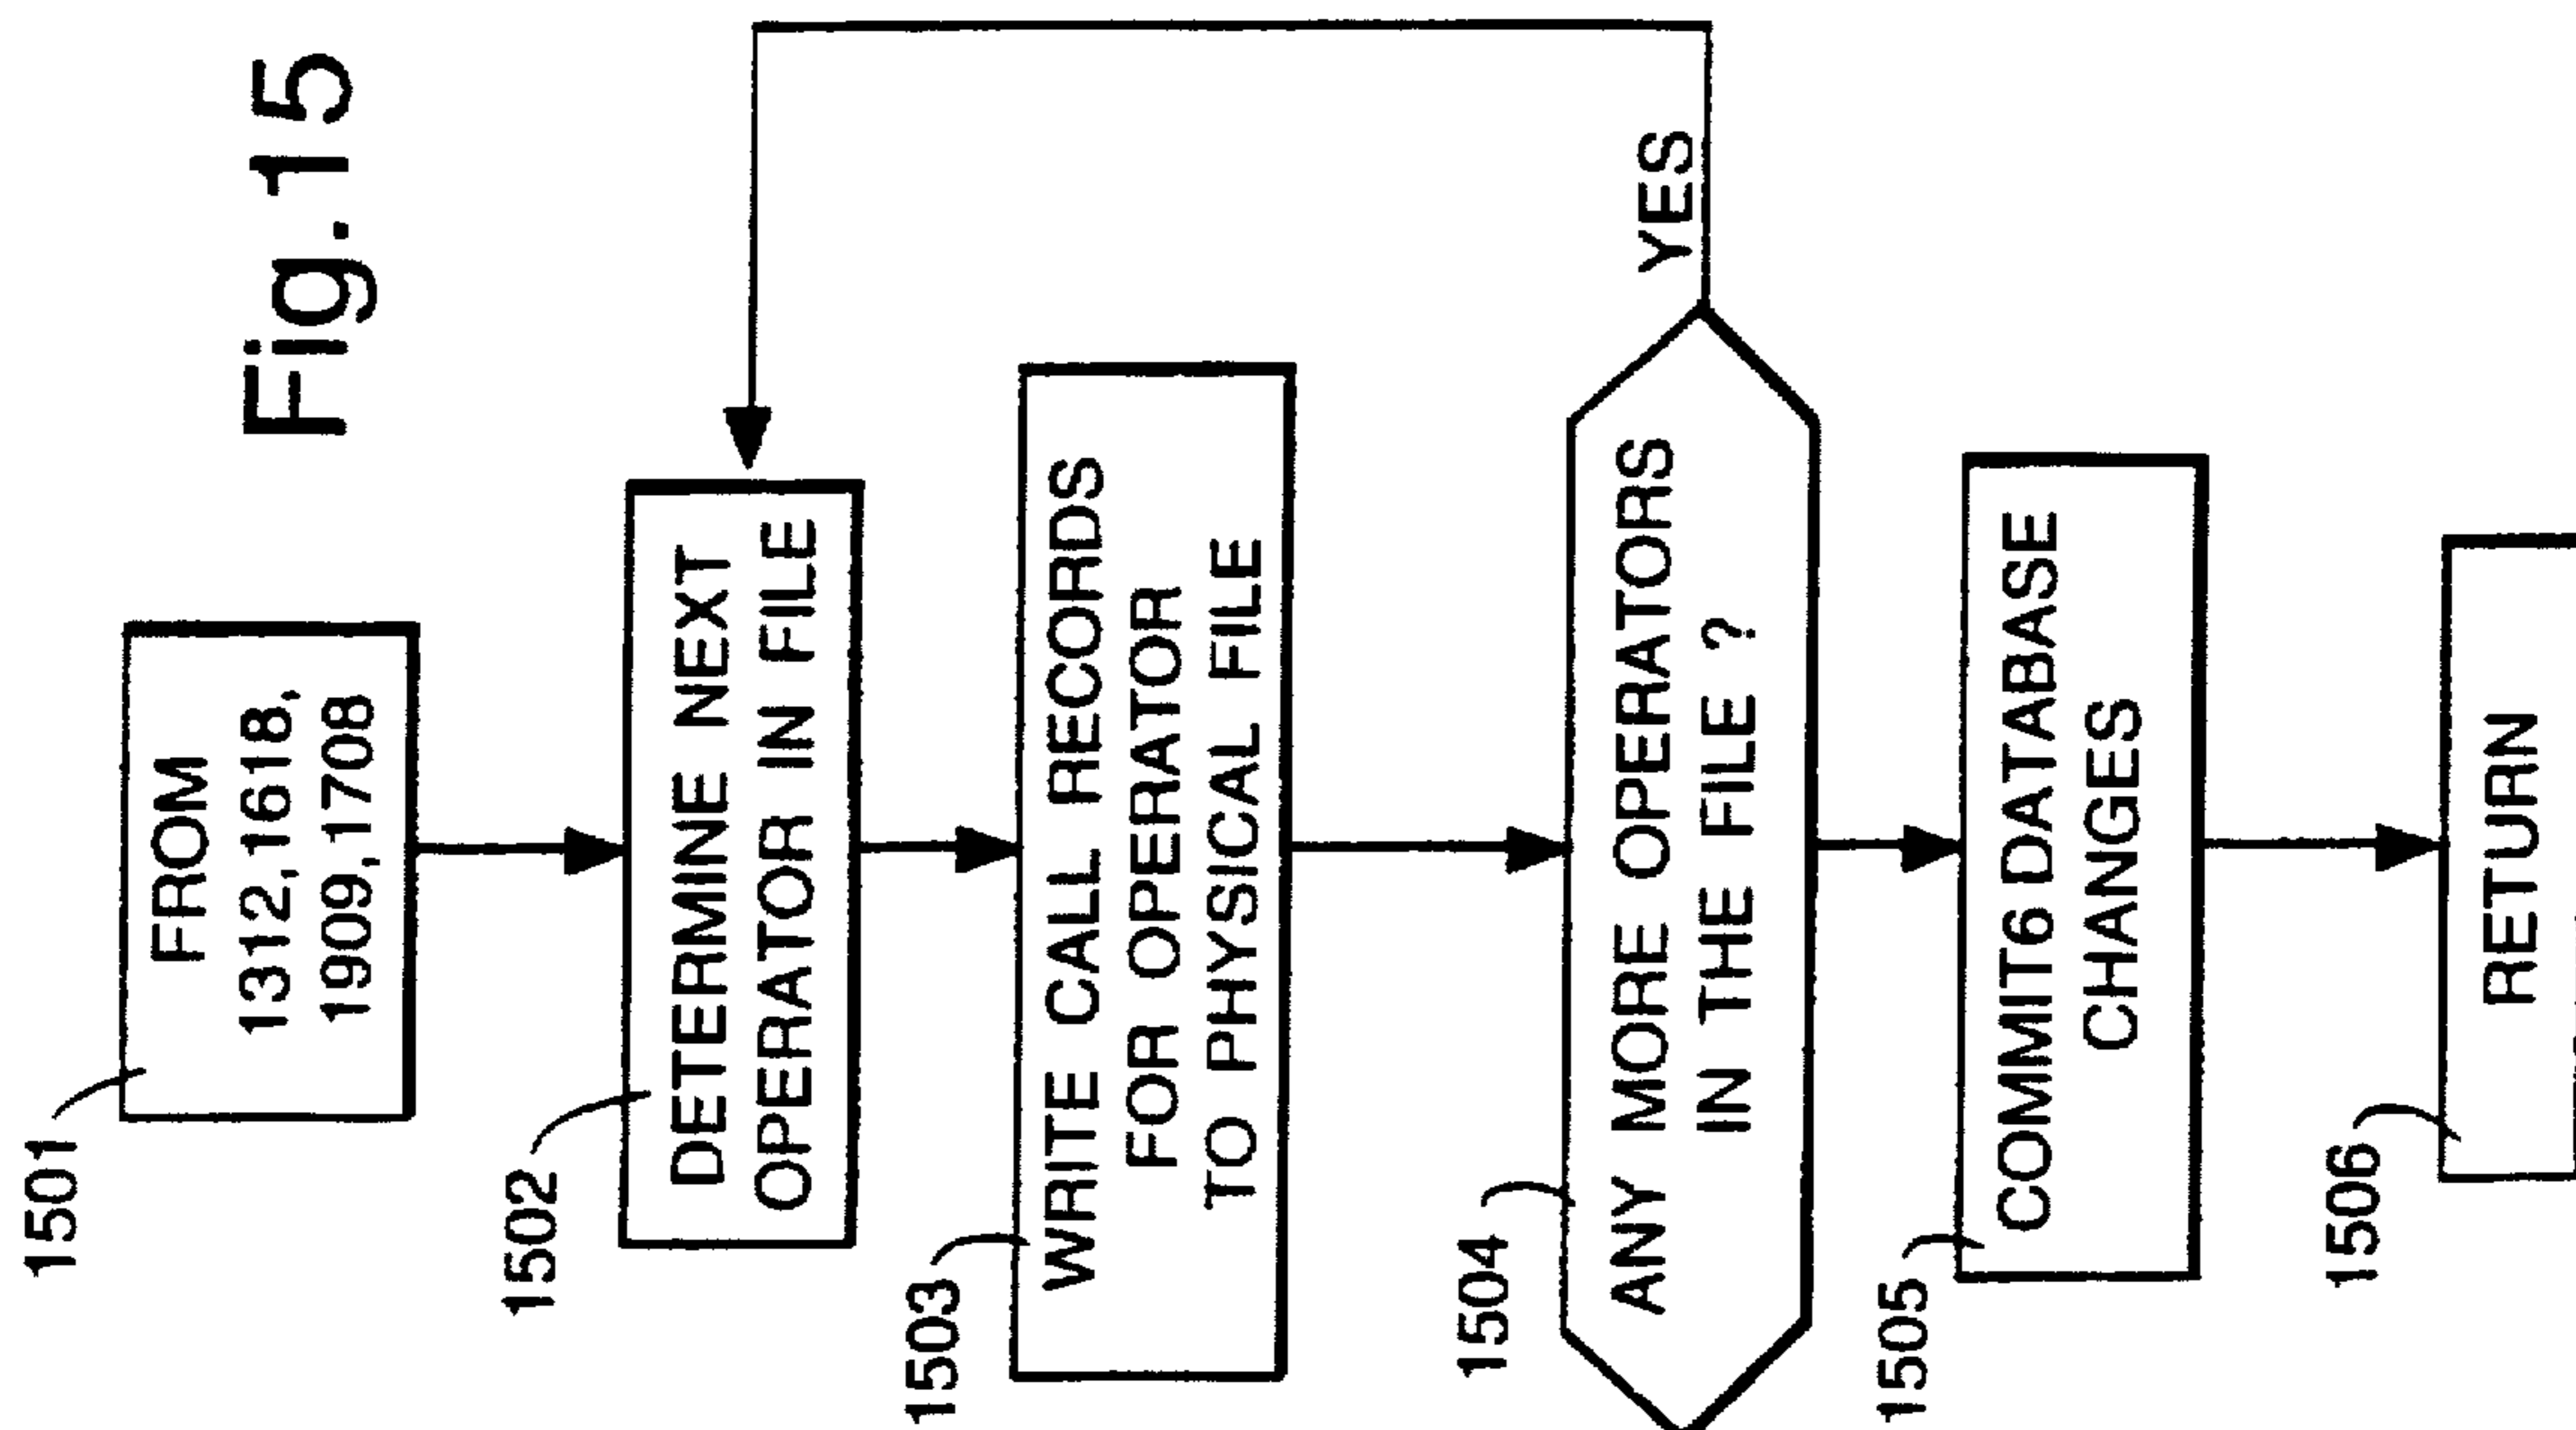 Fig.15
1501
FROM
1312,1618,
1909,1708
1502
DETERMINE NEXT
OPERATOR IN FILE
1503
WRITE CALL RECORDS
FOR OPERATOR
TO PHYSICAL FILE
1504
ANY MORE OPERATORS
IN THE FILE ?
YES
1505
COMMIT6 DATABASE
CHANGES
1506
RETURN